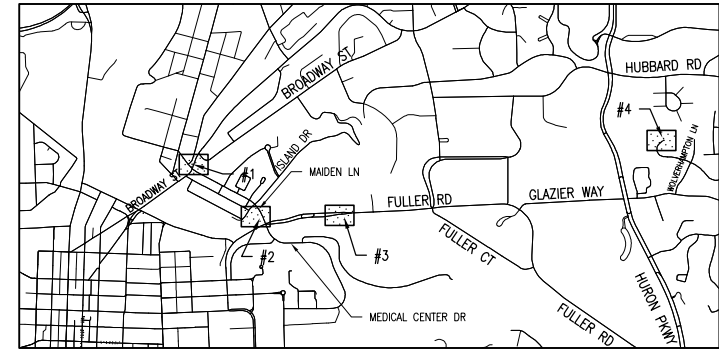 BROADWAY ST
HUBBARD RD
#4
ISLAND DR
#1
MAIDEN LN
WOLVERHAMPTON LN
BROADWAY ST
FULLER RD
GLAZIER WAY
#2
#3
FULLER CT
HURON PKWY
MEDICAL CENTER DR
FULLER RD